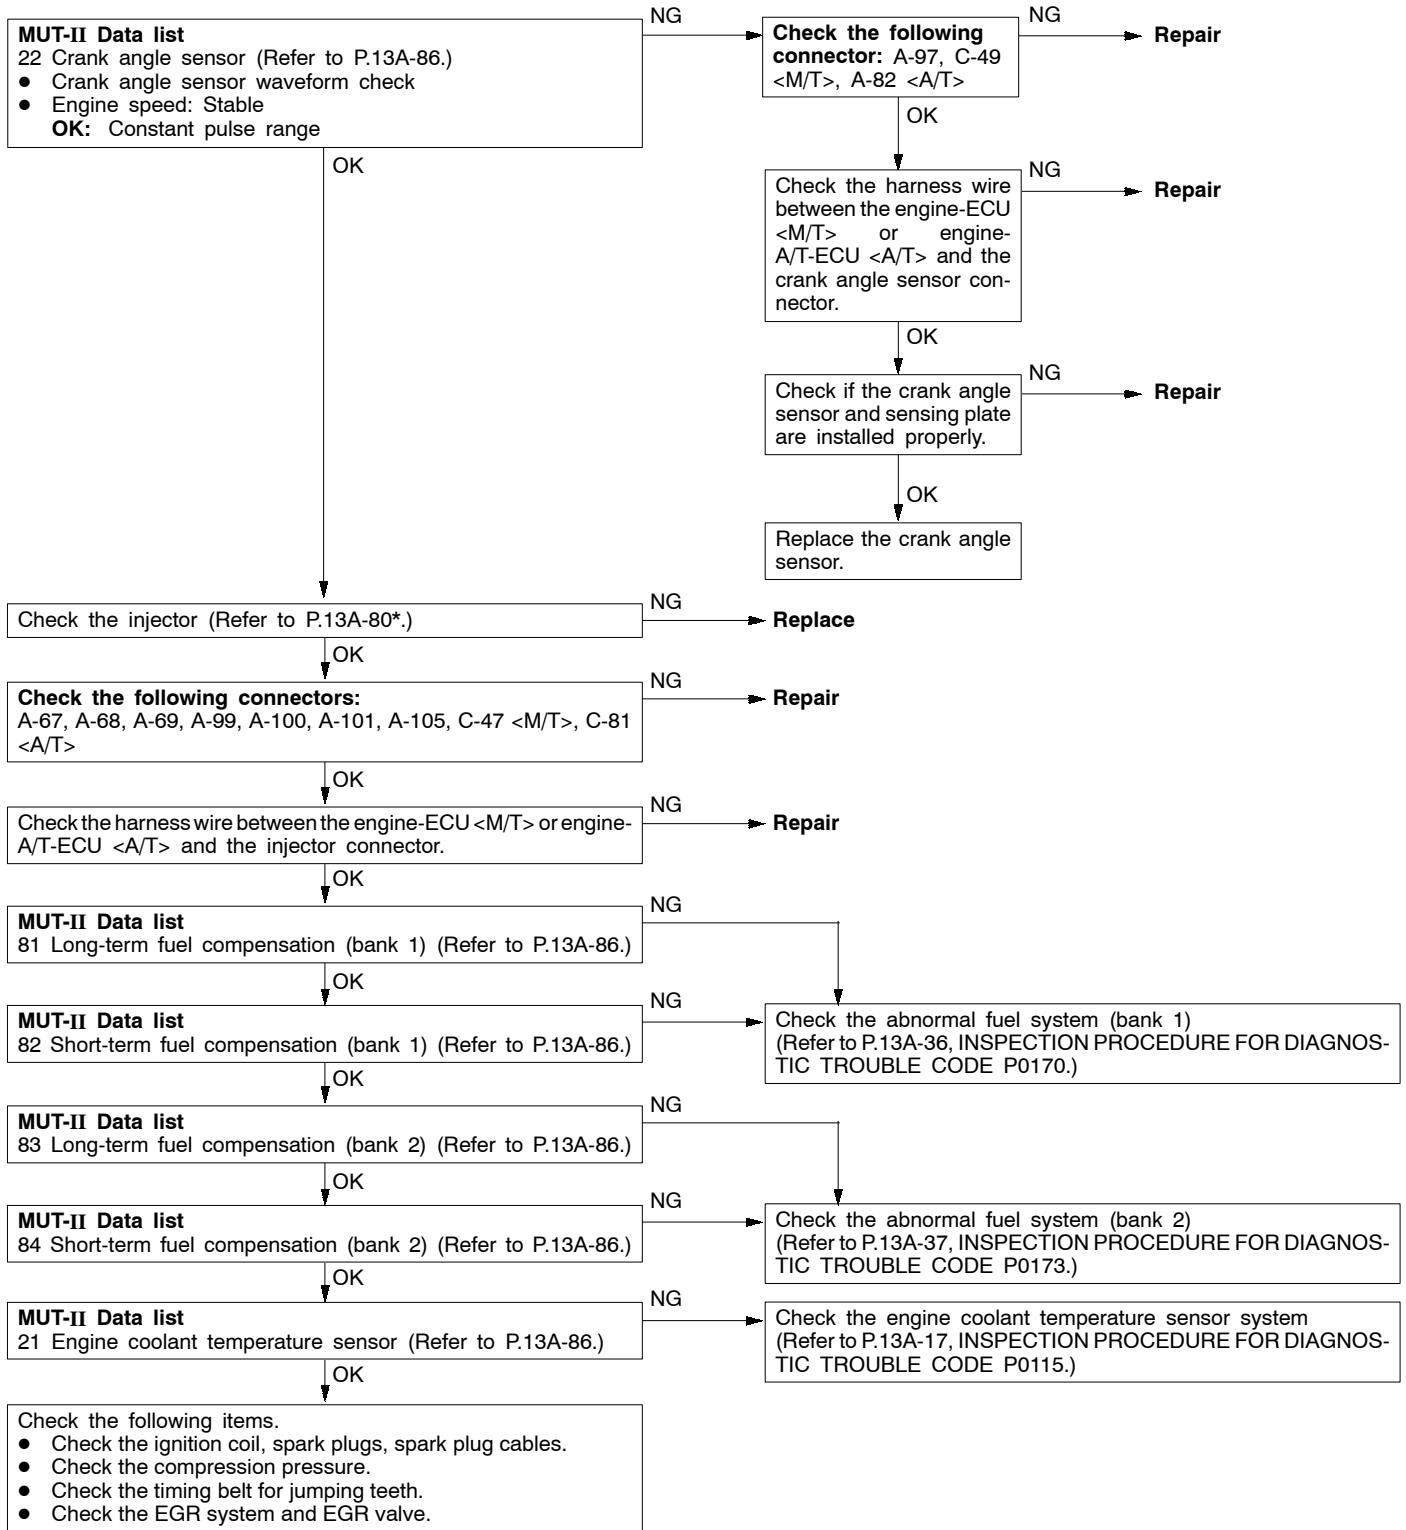 MUT-II Data list
22 Crank angle sensor (Refer to P.13A-86.)
● Crank angle sensor waveform check
● Engine speed: Stable
OK: Constant pulse range
NG
Check the following
connector: A-97, C-49
<M/T>, A-82 <A/T>
NG
Repair
OK
OK
Check the harness wire
between the engine-ECU
<M/T> or engine-
A/T-ECU <A/T> and the
crank angle sensor con-
nector.
NG
Repair
OK
Check if the crank angle
sensor and sensing plate
are installed properly.
NG
Repair
OK
Replace the crank angle
sensor.
Check the injector (Refer to P.13A-80*.)
NG
Replace
OK
Check the following connectors:
A-67, A-68, A-69, A-99, A-100, A-101, A-105, C-47 <M/T>, C-81
<A/T>
NG
Repair
OK
Check the harness wire between the engine-ECU <M/T> or engine-
A/T-ECU <A/T> and the injector connector.
NG
Repair
OK
MUT-II Data list
81 Long-term fuel compensation (bank 1) (Refer to P.13A-86.)
NG
OK
MUT-II Data list
82 Short-term fuel compensation (bank 1) (Refer to P.13A-86.)
NG
Check the abnormal fuel system (bank 1)
(Refer to P.13A-36, INSPECTION PROCEDURE FOR DIAGNOS-
TIC TROUBLE CODE P0170.)
OK
MUT-II Data list
83 Long-term fuel compensation (bank 2) (Refer to P.13A-86.)
NG
OK
MUT-II Data list
84 Short-term fuel compensation (bank 2) (Refer to P.13A-86.)
NG
Check the abnormal fuel system (bank 2)
(Refer to P.13A-37, INSPECTION PROCEDURE FOR DIAGNOS-
TIC TROUBLE CODE P0173.)
OK
MUT-II Data list
21 Engine coolant temperature sensor (Refer to P.13A-86.)
NG
Check the engine coolant temperature sensor system
(Refer to P.13A-17, INSPECTION PROCEDURE FOR DIAGNOS-
TIC TROUBLE CODE P0115.)
OK
Check the following items.
● Check the ignition coil, spark plugs, spark plug cables.
● Check the compression pressure.
● Check the timing belt for jumping teeth.
● Check the EGR system and EGR valve.